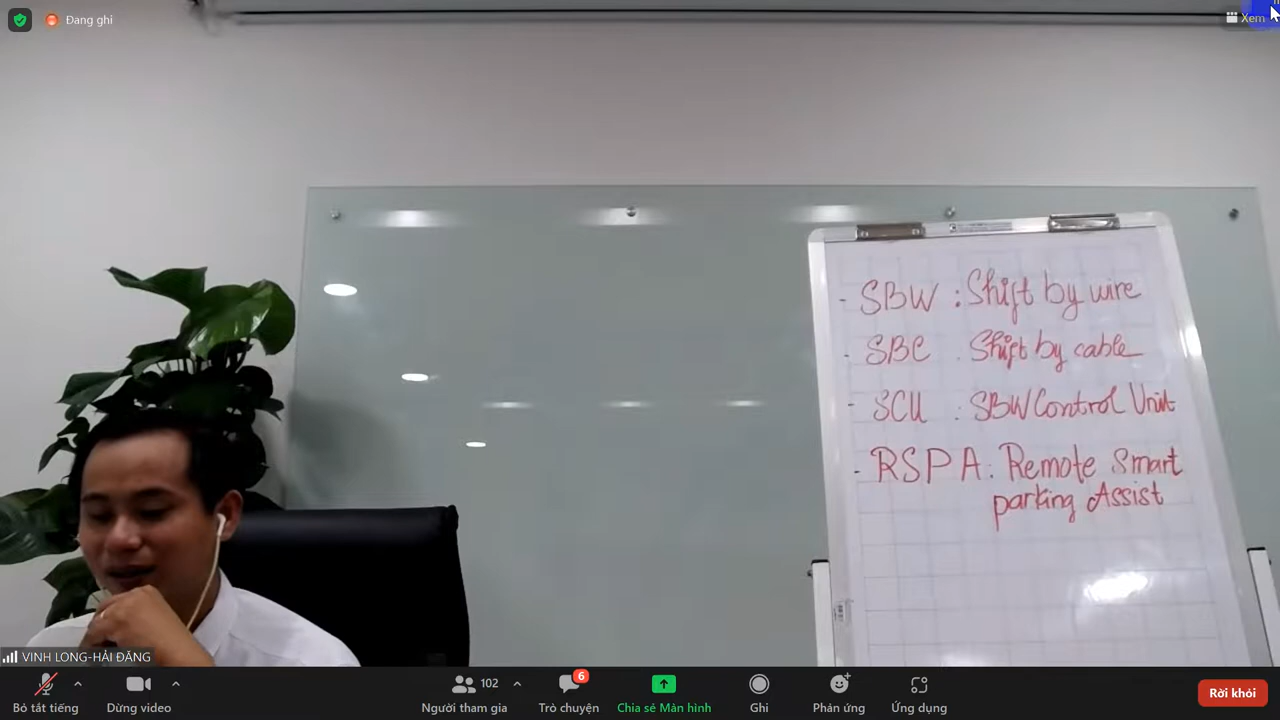 Đang ghi
Xem
- SBW : Shift by wire
- SBC : Shift by cable
- SCU : SBW Control Unit
- RSPA : Remote Smart
parking Assist
VINH LONG-HẢI ĐĂNG
Bỏ tắt tiếng
Dừng video
102
Người tham gia
6
Trò chuyện
Chia sẻ Màn hình
Ghi
Phản ứng
Ứng dụng
Rời khỏi